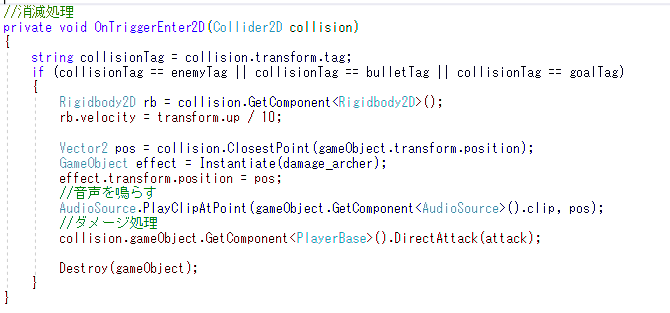 //消滅処理
private void OnTriggerEnter2D(Collider2D collision)
{
string collisionTag = collision.transform.tag;
if (collisionTag == enemyTag || collisionTag == bulletTag || collisionTag == goalTag)
{
Rigidbody2D rb = collision.GetComponent<Rigidbody2D>();
rb.velocity = transform.up / 10;
Vector2 pos = collision.ClosestPoint(gameObject.transform.position);
GameObject effect = Instantiate(damage_archer);
effect.transform.position = pos;
//音声を鳴らす
AudioSource.PlayClipAtPoint(gameObject.GetComponent<AudioSource>().clip, pos);
//ダメージ処理
collision.gameObject.GetComponent<PlayerBase>().DirectAttack(attack);
Destroy(gameObject);
}
}